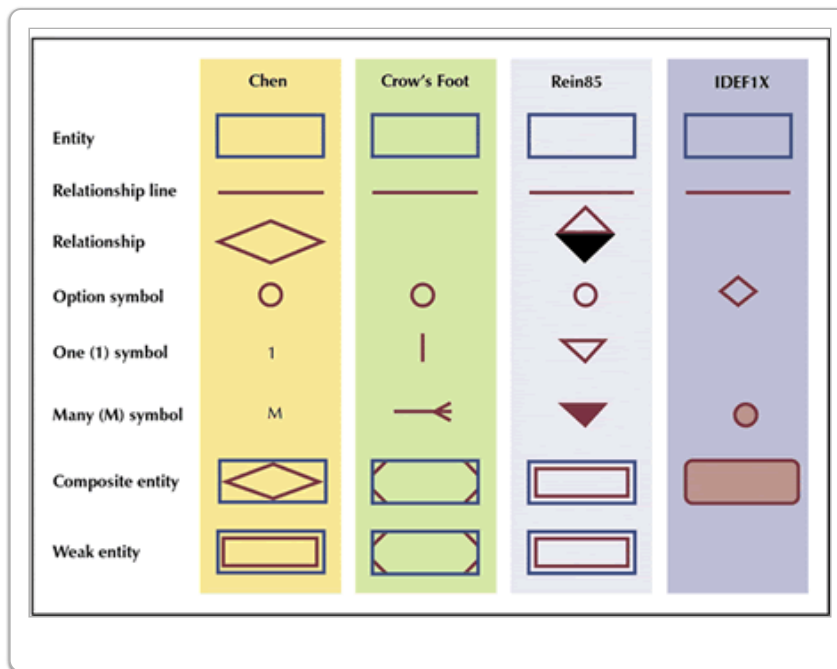 Chen Crow's Foot Rein85 IDEF1X
Entity
Relationship line
Relationship
Option symbol
One (1) symbol 1
Many (M) symbol M
Composite entity
Weak entity